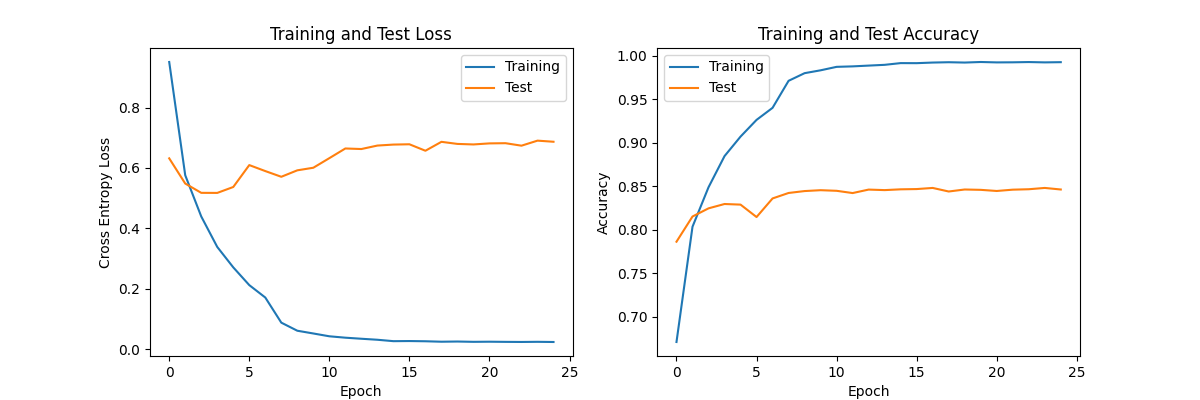 Training and Test Loss
Cross Entropy Loss
0.8
0.6
0.4
0.2
0.0
Training
Test
0 5 10 15 20 25
Epoch
Training and Test Accuracy
Accuracy
1.00
0.95
0.90
0.85
0.80
0.75
0.70
Training
Test
0 5 10 15 20 25
Epoch